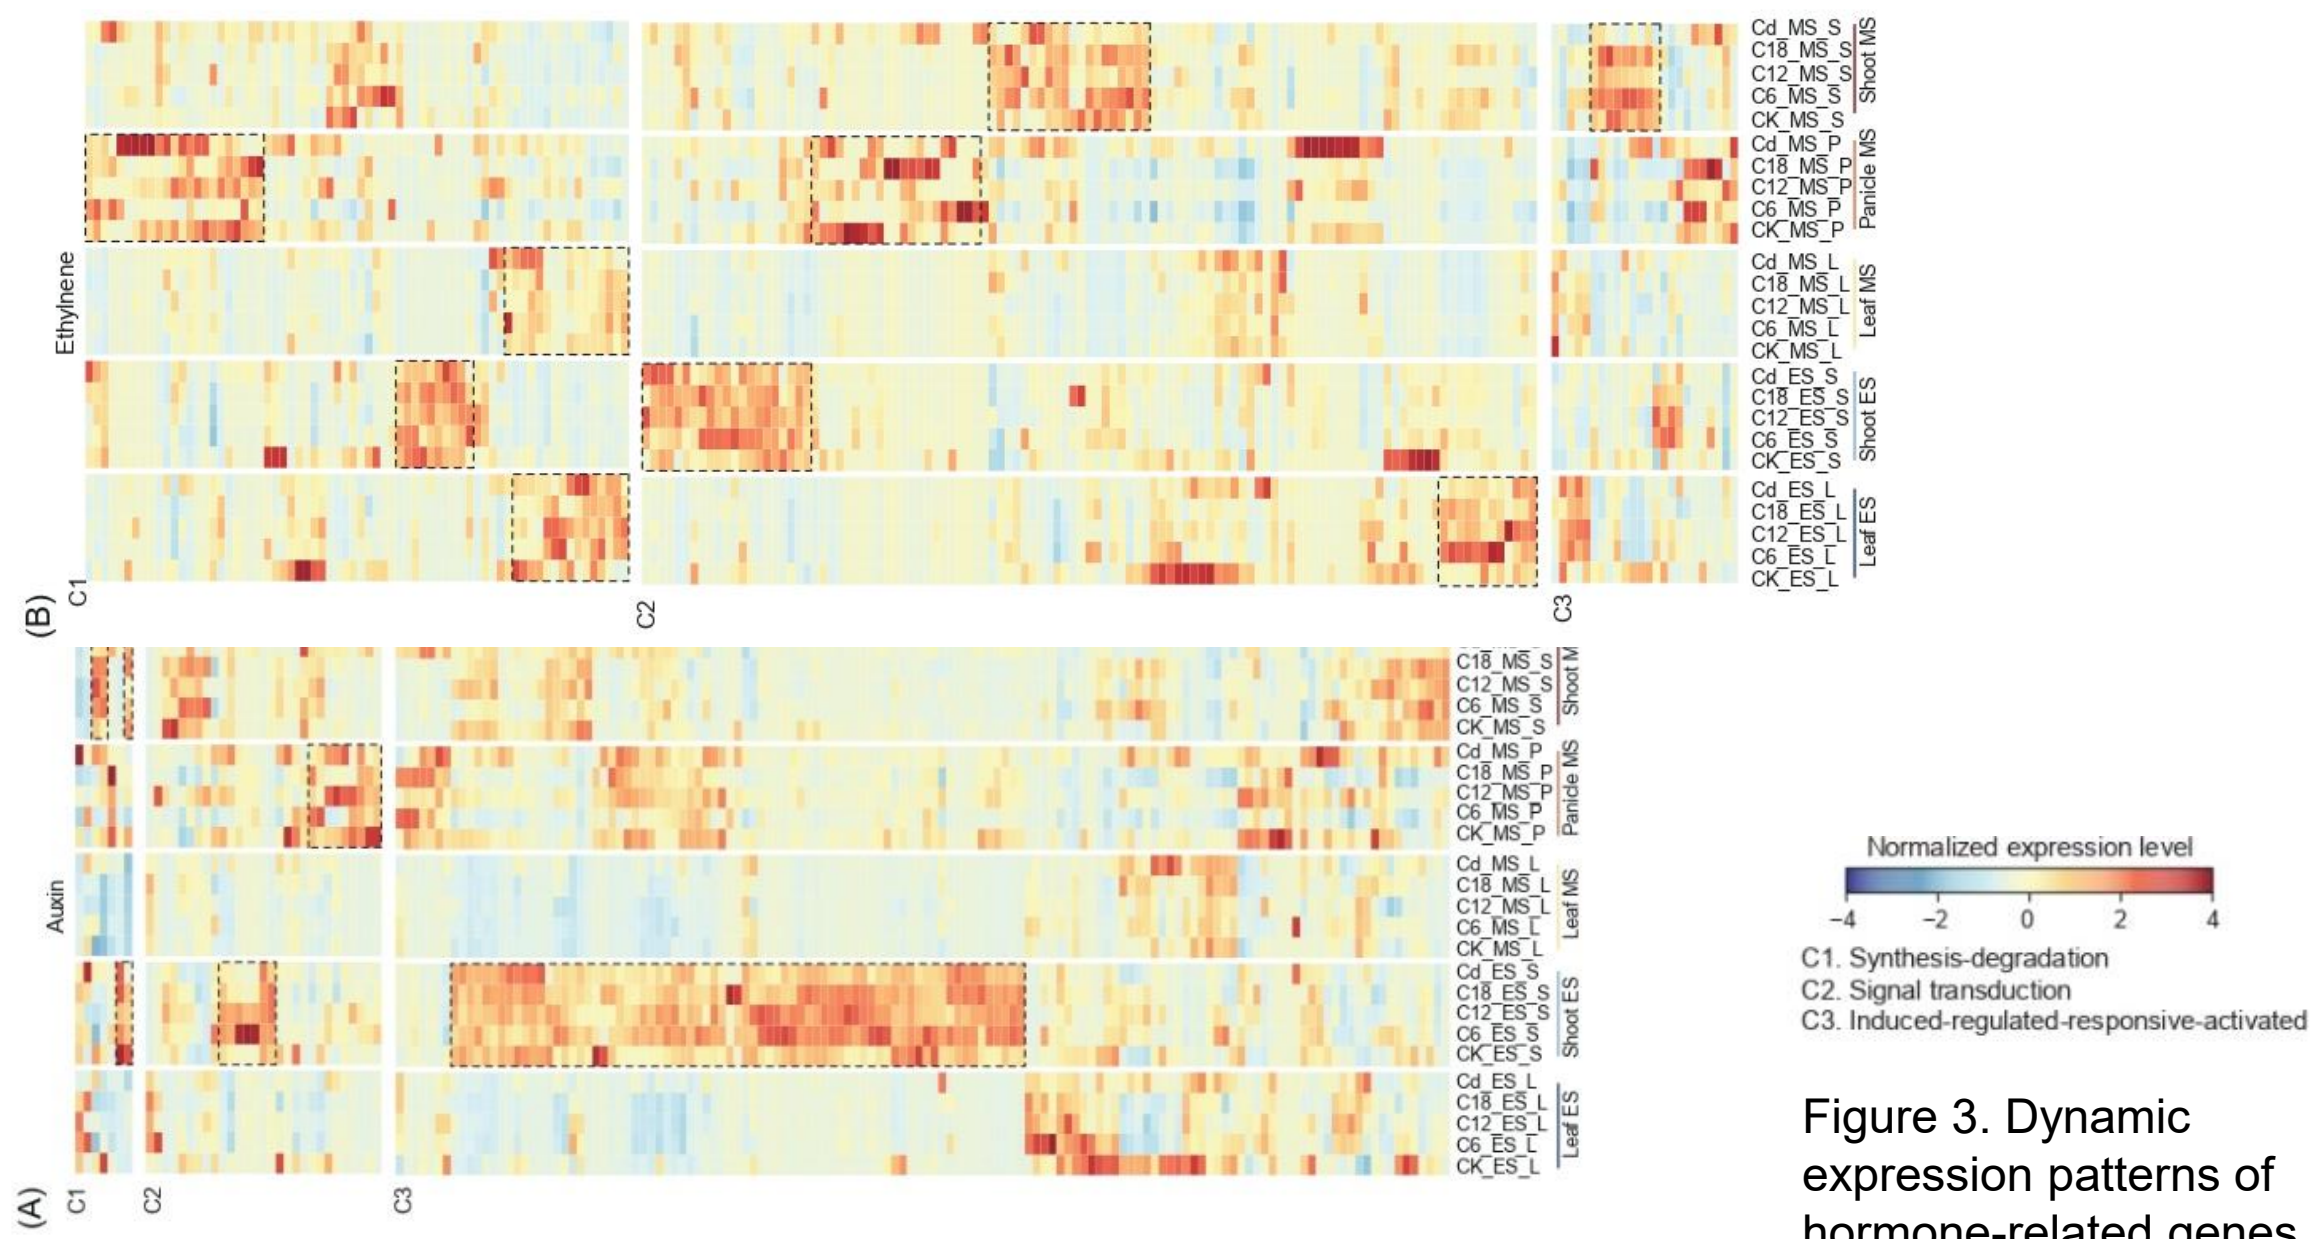 (B)
Ethylnene
C1
C2
C3
Cd_MS_S
C18_MS_S
C12_MS_S
C6_MS_S
CK_MS_S
Shoot MS
Cd_MS_P
C18_MS_P
C12_MS_P
C6_MS_P
CK_MS_P
Panicle MS
Cd_MS_L
C18_MS_L
C12_MS_L
C6_MS_L
CK_MS_L
Leaf MS
Cd_ES_S
C18_ES_S
C12_ES_S
C6_ES_S
CK_ES_S
Shoot ES
Cd_ES_L
C18_ES_L
C12_ES_L
C6_ES_L
CK_ES_L
Leaf ES
(A)
Auxin
C1
C2
C3
C18_MS_S
C12_MS_S
C6_MS_S
CK_MS_S
Shoot M
Cd_MS_P
C18_MS_P
C12_MS_P
C6_MS_P
CK_MS_P
Panicle MS
Cd_MS_L
C18_MS_L
C12_MS_L
C6_MS_L
CK_MS_L
Leaf MS
Cd_ES_S
C18_ES_S
C12_ES_S
C6_ES_S
CK_ES_S
Shoot ES
Cd_ES_L
C18_ES_L
C12_ES_L
C6_ES_L
CK_ES_L
Leaf ES
Normalized expression level
−4 −2 0 2 4
C1. Synthesis-degradation
C2. Signal transduction
C3. Induced-regulated-responsive-activated
Figure 3. Dynamic
expression patterns of
hormone-related genes